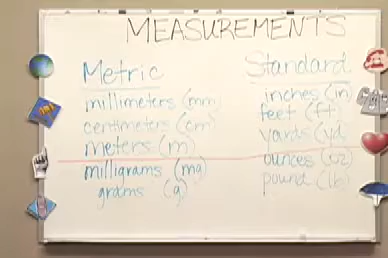 MEASUREMENTS
Metric
millimeters (mm)
centimeters (cm
meters (m)
milligrams (mg)
grams (g)
Standard
inches (in)
feet (ft)
yards (yd
ounces (oz)
pound (lb)